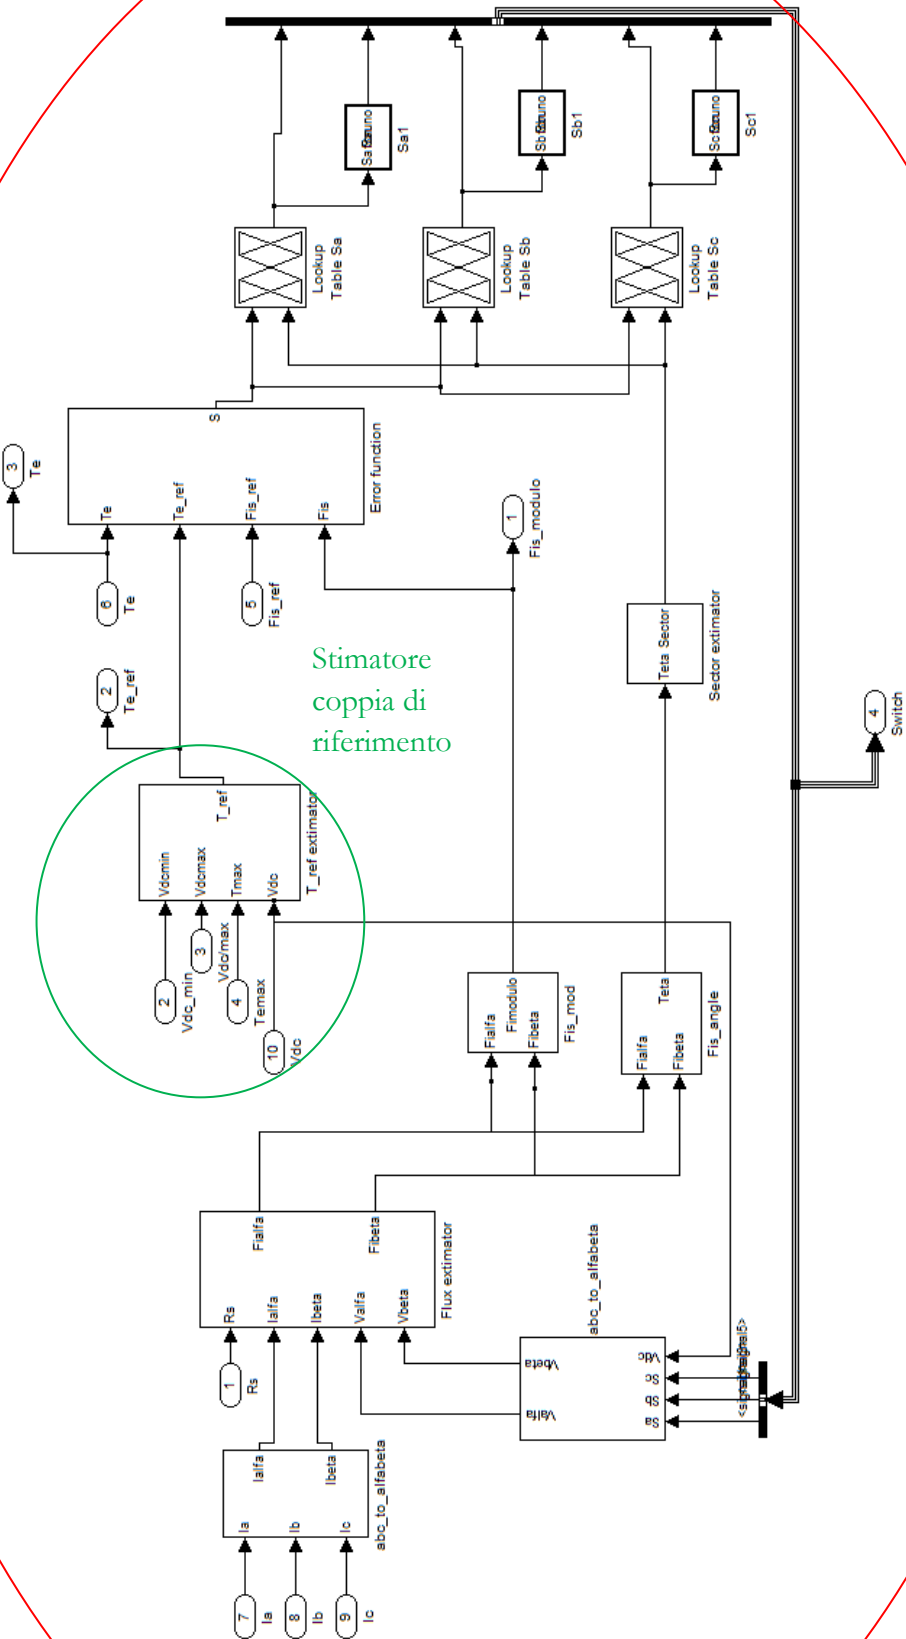 Sa1
Sb1
Sc1
Lookup
Table Sa
Lookup
Table Sb
Lookup
Table Sc
3
Te
S
Te
Te_ref
Fis_ref
Fis
Error function
6
Te
5
Fis_ref
1
Fis_modulo
2
Te_ref
Stimatore
coppia di
riferimento
Teta Sector
Sector extimator
4
Switch
T_ref
Vdcmin
Vdcmax
Tmax
Vdc
T_ref extimator
2
Vdc_min
3
Vdc/max
4
Temax
10
Vdc
Fialfa
Fimodulo
Fibeta
Fis_mod
Teta
Fialfa
Fibeta
Fis_angle
Fialfa
Fibeta
Rs
Ialfa
Ibeta
Valfa
Vbeta
Flux extimator
1
Rs
abc_to_alfabeta
Vbeta
Valfa
Vdc
Sc
Sb
Sa
Ialfa
Ibeta
Ia
Ib
Ic
abc_to_alfabeta
7
Ia
8
Ib
9
Ic